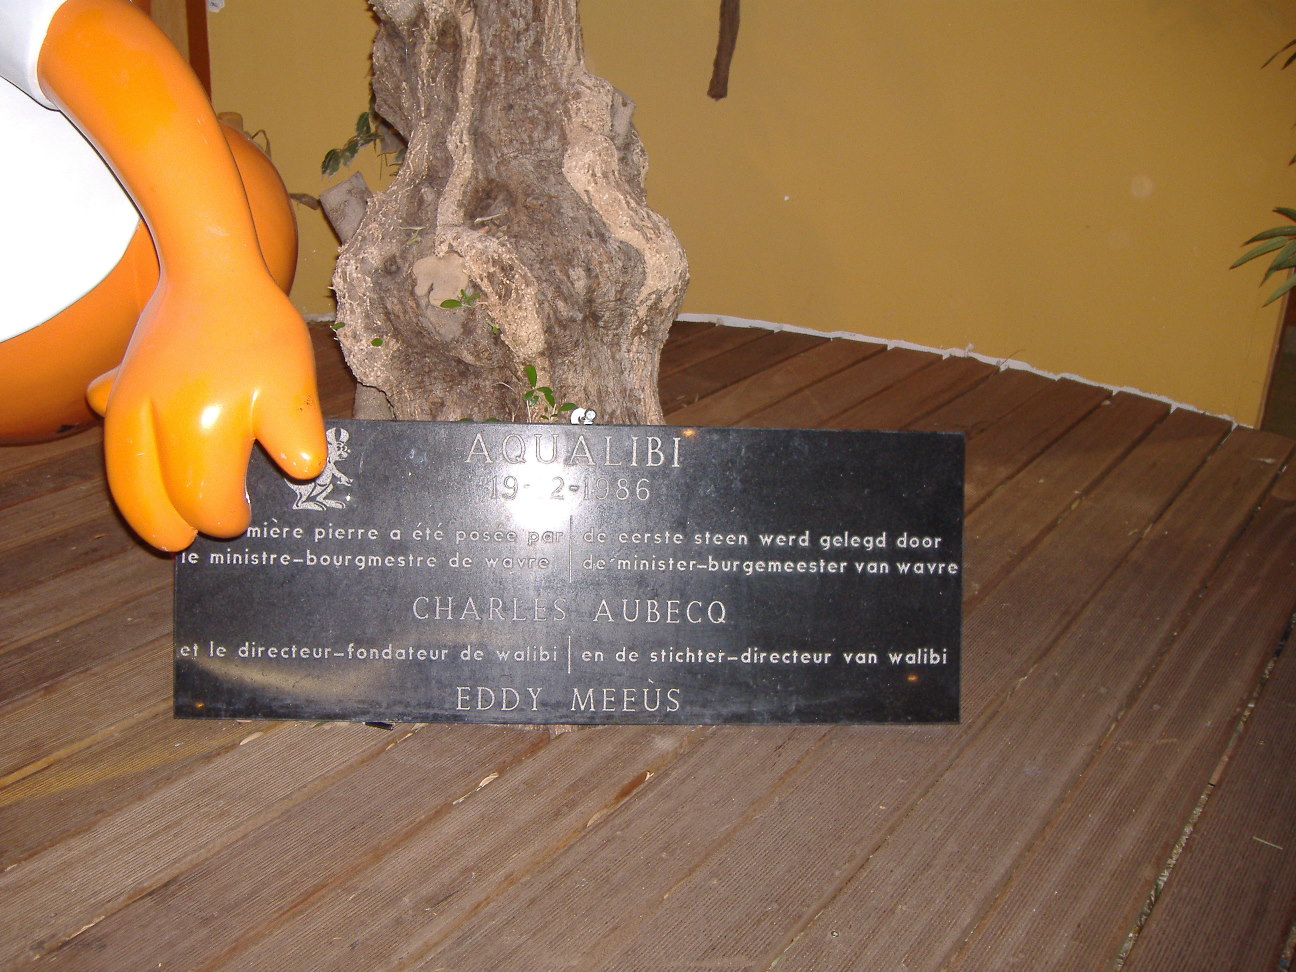 AQUALIBI
19-12-1986
mière pierre a été posée par
le ministre-bourgmestre de wavre
de eerste steen werd gelegd door
de minister-burgemeester van wavre
CHARLES AUBECQ
et le directeur-fondateur de walibi
en de stichter-directeur van walibi
EDDY MEEÙS